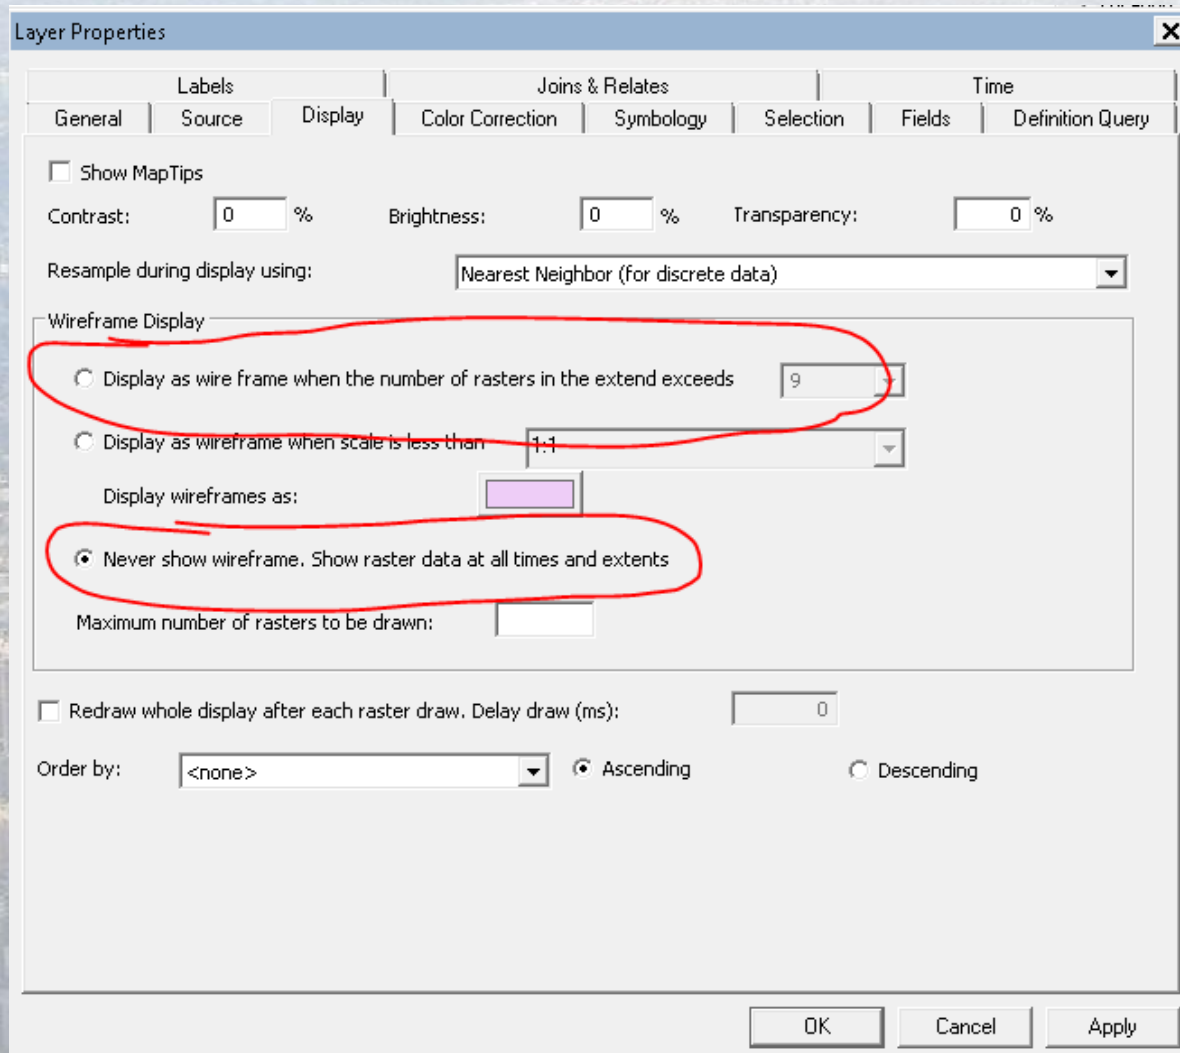 Layer Properties
Labels Joins & Relates Time
General Source Display Color Correction Symbology Selection Fields Definition Query
Show MapTips
Contrast: 0 % Brightness: 0 % Transparency: 0 %
Resample during display using: Nearest Neighbor (for discrete data)
Wireframe Display
Display as wire frame when the number of rasters in the extend exceeds 9
Display as wireframe when scale is less than 1:1
Display wireframes as:
Never show wireframe. Show raster data at all times and extents
Maximum number of rasters to be drawn:
Redraw whole display after each raster draw. Delay draw (ms): 0
Order by: <none> Ascending Descending
OK Cancel Apply